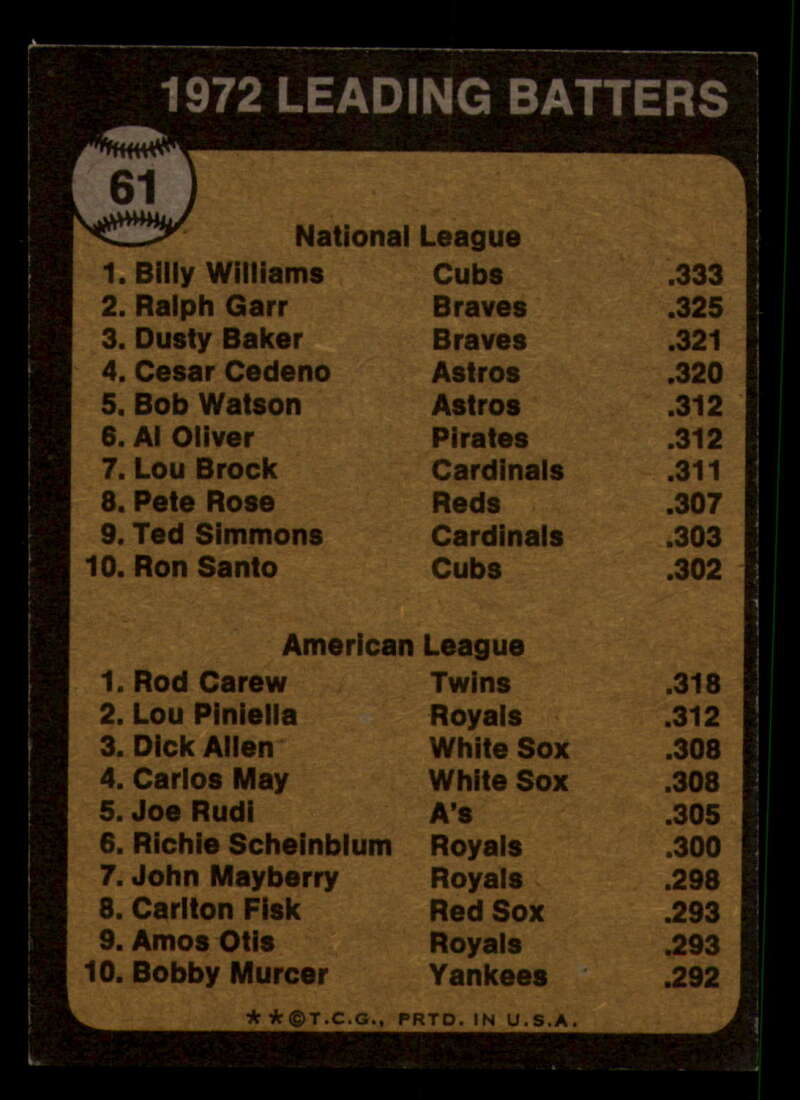 1972 LEADING BATTERS
61
National League
1. Billy Williams Cubs .333
2. Ralph Garr Braves .325
3. Dusty Baker Braves .321
4. Cesar Cedeno Astros .320
5. Bob Watson Astros .312
6. Al Oliver Pirates .312
7. Lou Brock Cardinals .311
8. Pete Rose Reds .307
9. Ted Simmons Cardinals .303
10. Ron Santo Cubs .302
American League
1. Rod Carew Twins .318
2. Lou Piniella Royals .312
3. Dick Allen White Sox .308
4. Carlos May White Sox .308
5. Joe Rudi A's .305
6. Richie Scheinblum Royals .300
7. John Mayberry Royals .298
8. Carlton Fisk Red Sox .293
9. Amos Otis Royals .293
10. Bobby Murcer Yankees .292
★★©T.C.G., PRTD. IN U.S.A.